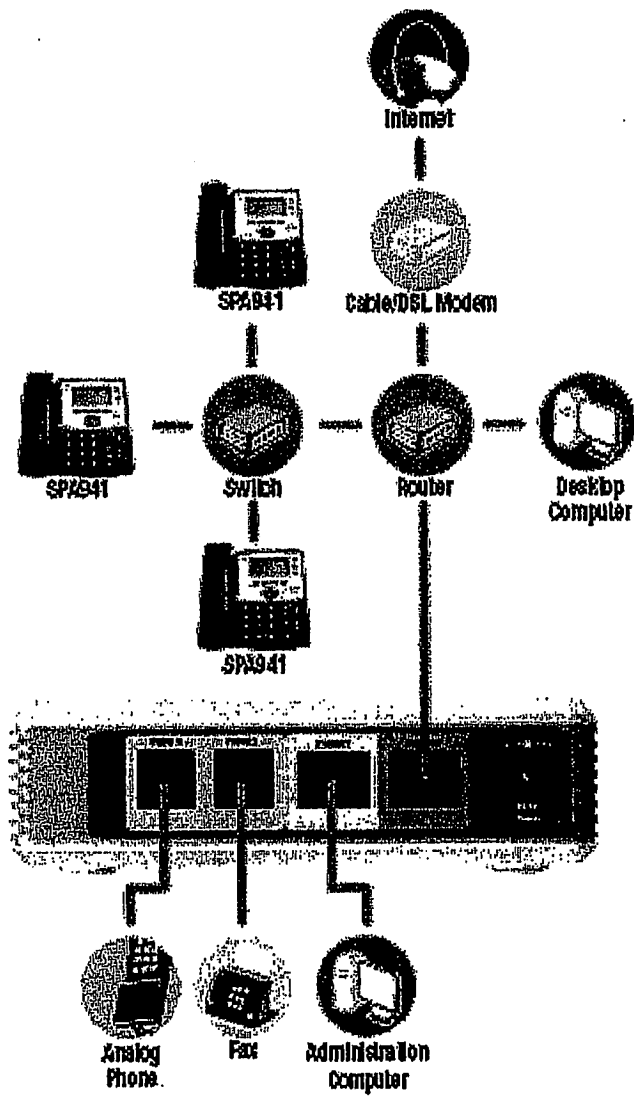 Internet
SPA941
Cable/DSL Modem
SPA941
Switch
Router
Desktop
Computer
SPA941
Analog
Phone
Fax
Administration
Computer